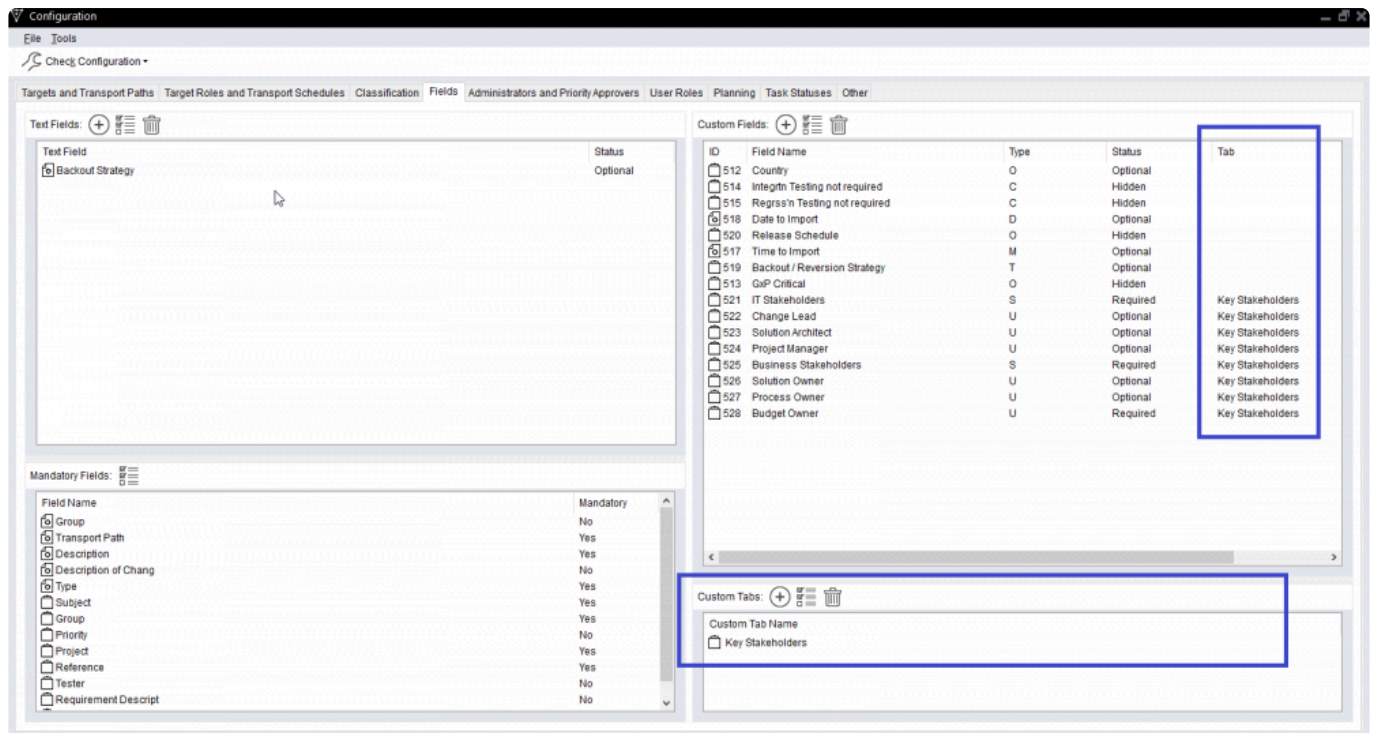 Configuration
File Tools
Check Configuration
Targets and Transport Paths Target Roles and Transport Schedules Classification Fields Administrators and Priority Approvers User Roles Planning Task Statuses Other
Text Fields:
Text Field Status
Backout Strategy Optional
Mandatory Fields:
Field Name Mandatory
Group No
Transport Path Yes
Description Yes
Description of Chang No
Type Yes
Subject Yes
Group Yes
Priority No
Project Yes
Reference Yes
Tester No
Requirement Descript No
Custom Fields:
ID Field Name Type Status Tab
512 Country O Optional
514 Integrtn Testing not required C Hidden
515 Regrss'n Testing not required C Hidden
518 Date to Import D Optional
520 Release Schedule O Hidden
517 Time to Import M Optional
519 Backout / Reversion Strategy T Optional
513 GxP Critical O Hidden
521 IT Stakeholders S Required Key Stakeholders
522 Change Lead U Optional Key Stakeholders
523 Solution Architect U Optional Key Stakeholders
524 Project Manager U Optional Key Stakeholders
525 Business Stakeholders S Required Key Stakeholders
526 Solution Owner U Optional Key Stakeholders
527 Process Owner U Optional Key Stakeholders
528 Budget Owner U Required Key Stakeholders
Custom Tabs:
Custom Tab Name
Key Stakeholders